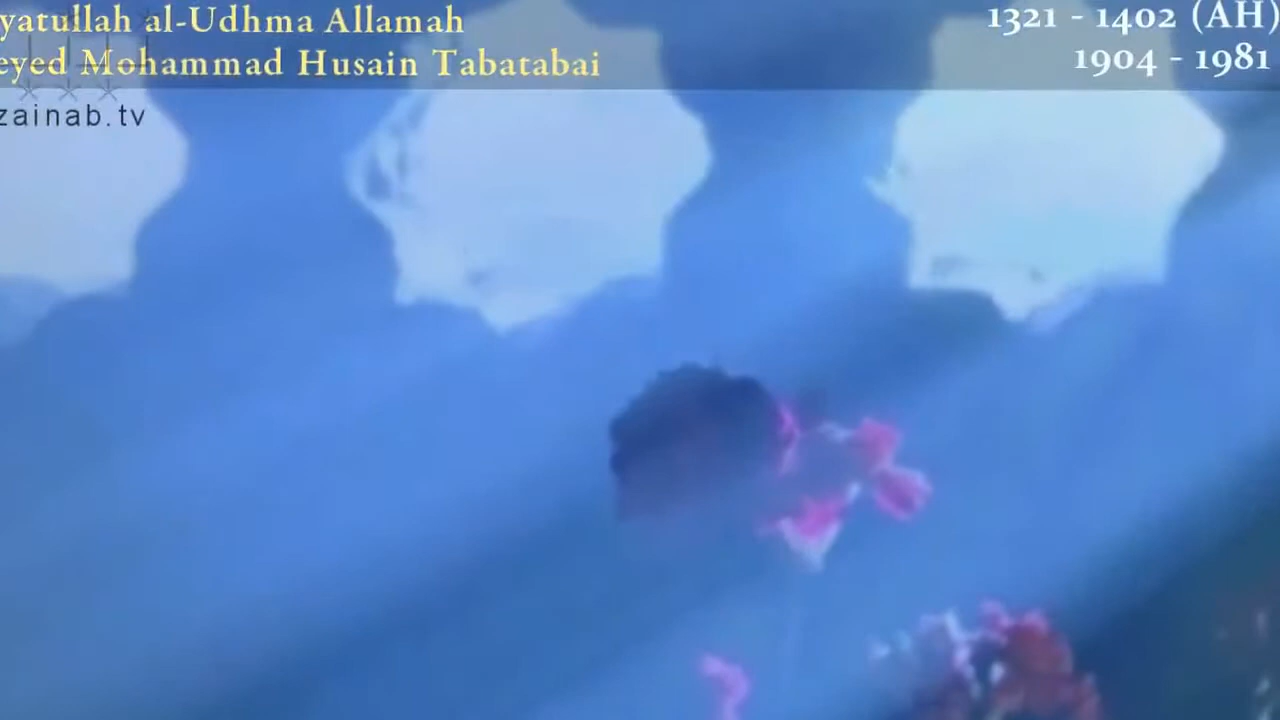 yatullah al-Udhma Allamah
eyed Mohammad Husain Tabatabai
1321 - 1402 (AH)
1904 - 1981
zainab.tv